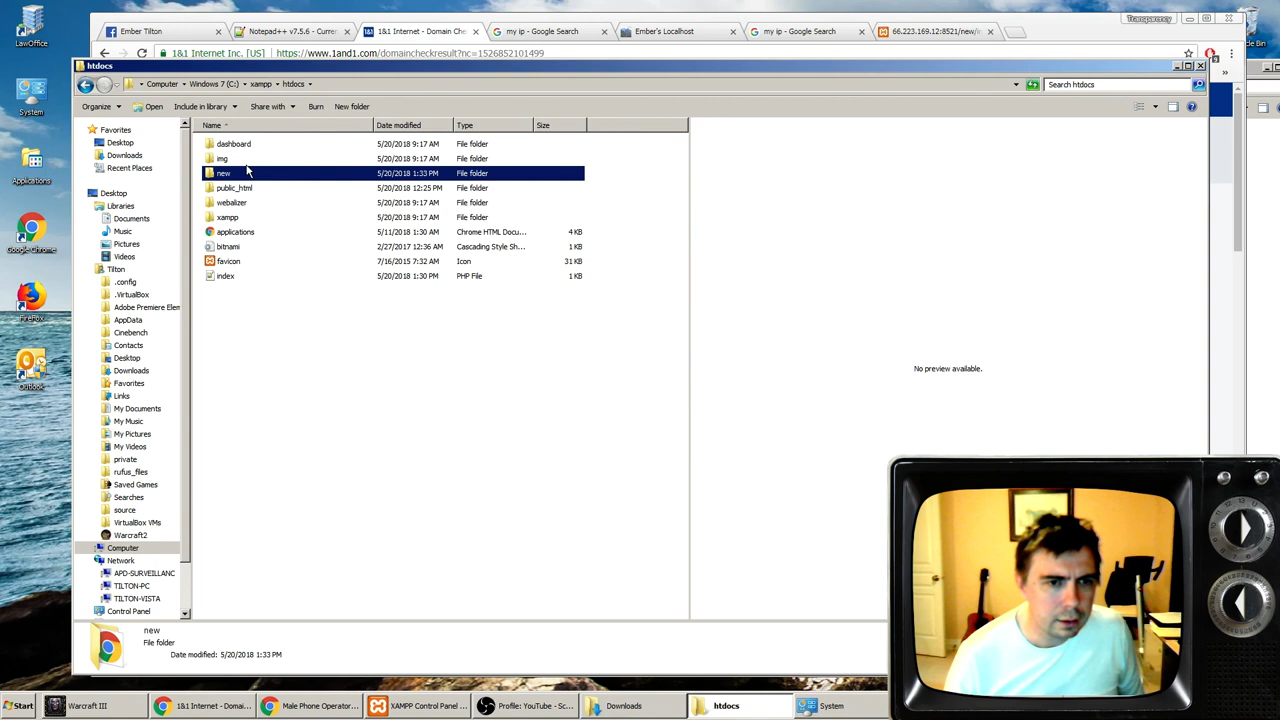 LawOffice
System
Applications
Google Chrome
FireFox
Outlook
Ember Tilton
Notepad++ v7.5.6 - Curren
1&1 Internet - Domain Che
my ip - Google Search
Ember's Localhost
my ip - Google Search
66.223.169.12:8521/new/e
Transparency
1&1 Internet Inc. [US] | https://www.1and1.com/domaincheckresult?nc=1526852101499
htdocs
Computer Windows 7 (C:) xampp htdocs
Search htdocs
Organize Open Include in library Share with Burn New folder
Name Date modified Type Size
dashboard 5/20/2018 9:17 AM File folder
img 5/20/2018 9:17 AM File folder
new 5/20/2018 1:33 PM File folder
public_html 5/20/2018 12:25 PM File folder
webalizer 5/20/2018 9:17 AM File folder
xampp 5/20/2018 9:17 AM File folder
applications 5/11/2018 1:30 AM Chrome HTML Docu... 4 KB
bitnami 2/27/2017 12:36 AM Cascading Style Sh... 1 KB
favicon 7/16/2015 7:32 AM Icon 31 KB
index 5/20/2018 1:30 PM PHP File 1 KB
Favorites
Desktop
Downloads
Recent Places
Desktop
Libraries
Documents
Music
Pictures
Videos
Tilton
.config
.VirtualBox
Adobe Premiere Elem
AppData
Cinebench
Contacts
Desktop
Downloads
Favorites
Links
My Documents
My Music
My Pictures
My Videos
private
rufus_files
Saved Games
Searches
source
VirtualBox VMs
Warcraft2
Computer
Network
APD-SURVEILLANC
TILTON-PC
TILTON-VISTA
Control Panel
No preview available.
new
File folder
Date modified: 5/20/2018 1:33 PM
Start
Warcraft III
1&1 Internet - Doma...
Male Phone Operator...
XAMPP Control Panel ...
Profile: YouTube - Sc...
Downloads
htdocs
System